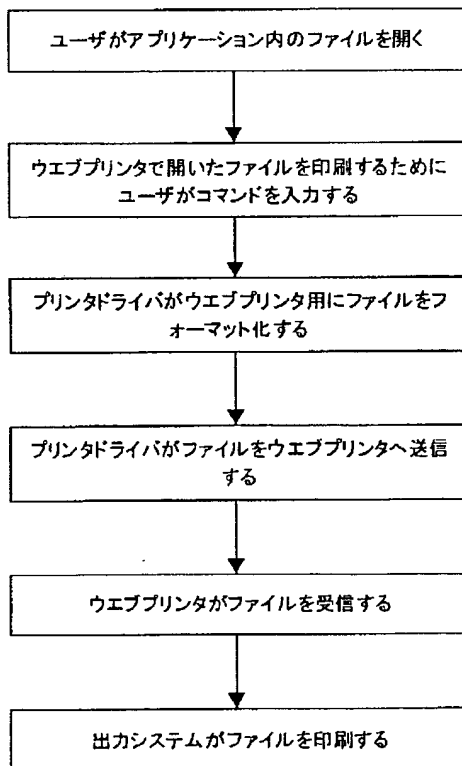 ユーザがアプリケーション内のファイルを開く
ウエブプリンタで開いたファイルを印刷するために
ユーザがコマンドを入力する
プリンタドライバがウエブプリンタ用にファイルをフ
ォーマット化する
プリンタドライバがファイルをウエブプリンタへ送信
する
ウエブプリンタがファイルを受信する
出力システムがファイルを印刷する